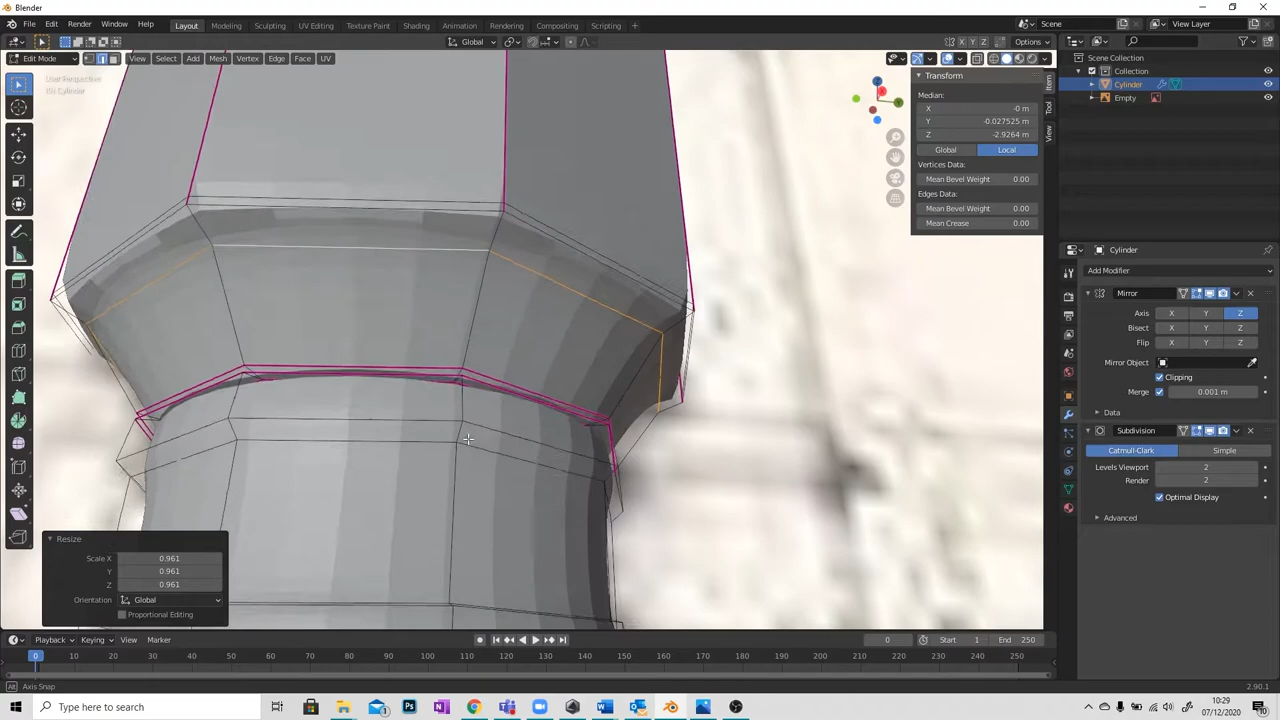 Blender
File Edit Render Window Help
Layout Modeling Sculpting UV Editing Texture Paint Shading Animation Rendering Compositing Scripting +
Scene
View Layer
Global
X Y Z
Options
Edit Mode
View Select Add Mesh Vertex Edge Face UV
User Perspective
(0) Cylinder
Transform
Median:
X -0 m
Y -0.027525 m
Z -2.9264 m
Global Local
Vertices Data:
Mean Bevel Weight 0.00
Edges Data:
Mean Bevel Weight 0.00
Mean Crease 0.00
Item
Tool
View
Scene Collection
Collection
Cylinder
Empty
Cylinder
Add Modifier
Mirror
Axis X Y Z
Bisect X Y Z
Flip X Y Z
Mirror Object
Clipping
Merge 0.001 m
Data
Subdivision
Catmull-Clark Simple
Levels Viewport 2
Render 2
Optimal Display
Advanced
Resize
Scale X 0.961
Y 0.961
Z 0.961
Orientation Global
Proportional Editing
Playback Keying View Marker
0 Start 1 End 250
0 10 20 30 40 50 60 70 80 90 100 110 120 130 140 150 160 170 180 190 200 210 220 230 240 250
Alt Axis Snap
2.90.1
Type here to search
10:29
07/12/2020